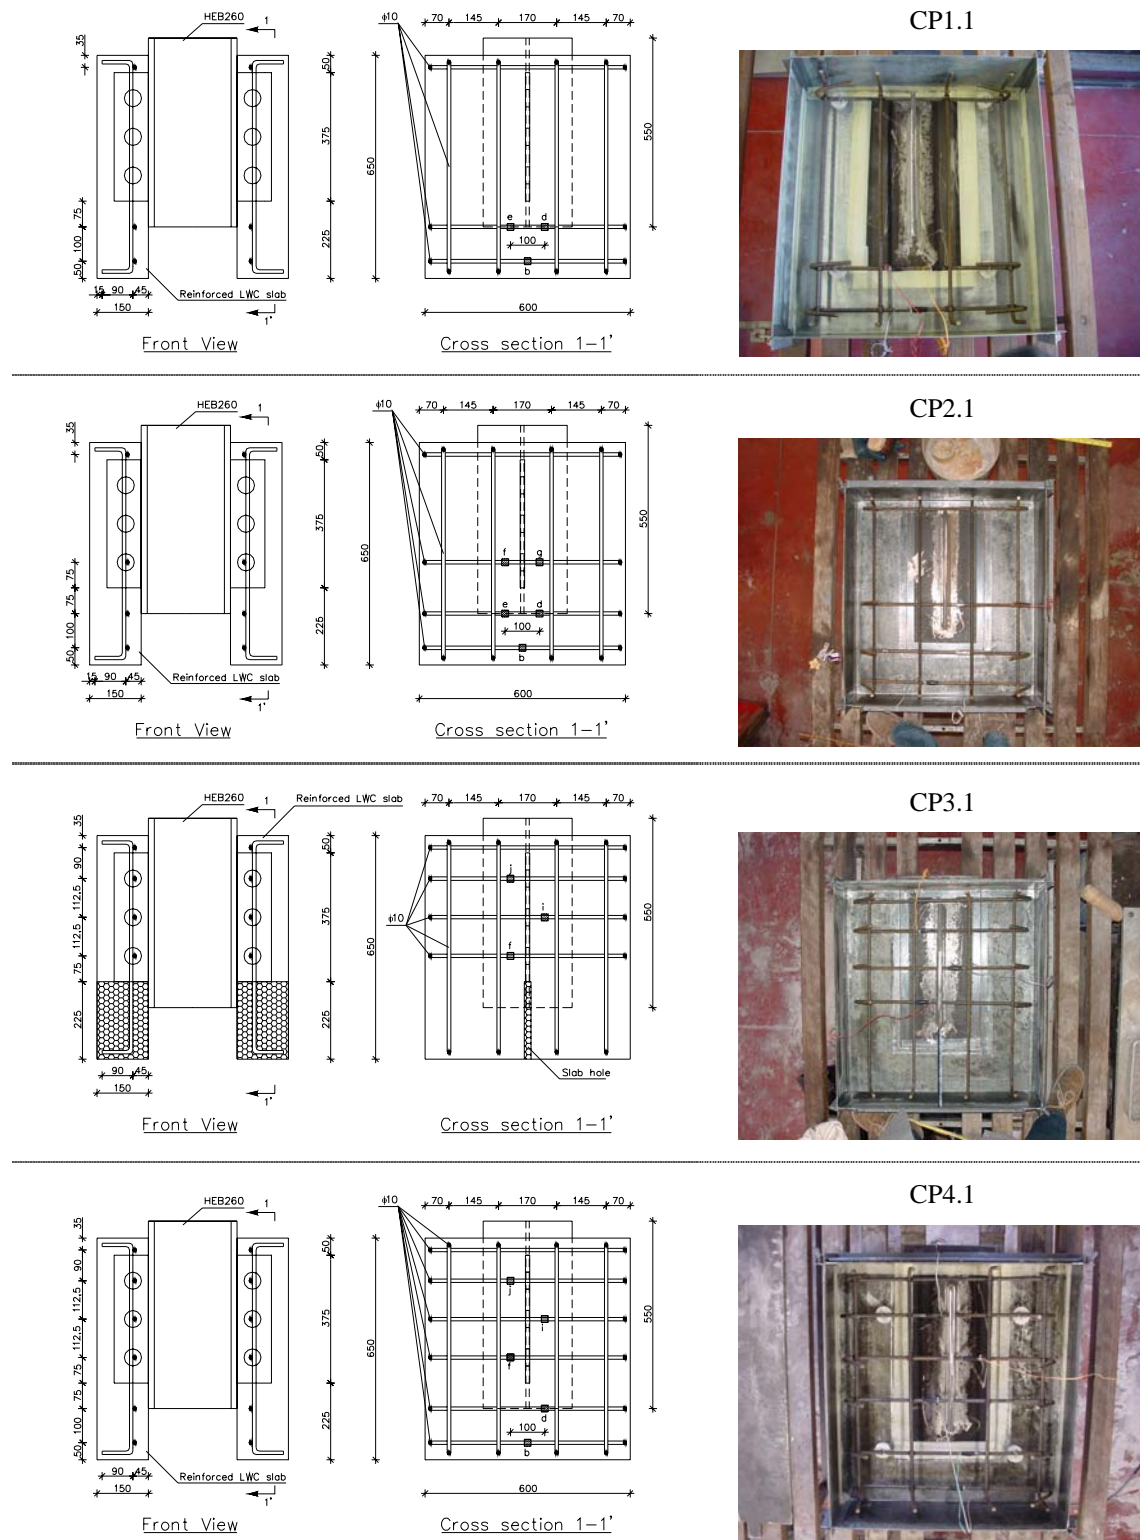 HEB260
1
35
75
100
50
15 90 45
150
Reinforced LWC slab
1'
Front View
50
375
225
ϕ10
70 145 170 145 70
650
550
e d
100
b
600
Cross section 1-1'
CP1.1
HEB260
1
35
75
75
100
50
15 90 45
150
Reinforced LWC slab
1'
Front View
50
375
225
ϕ10
70 145 170 145 70
650
550
f g
e d
100
b
600
Cross section 1-1'
CP2.1
HEB260
1
Reinforced LWC slab
35
90
112.5
112.5
75
225
90 45
150
1'
Front View
50
375
225
70 145 170 145 70
ϕ10
650
550
j
i
f
Slab hole
Cross section 1-1'
CP3.1
HEB260
1
35
90
112.5
112.5
75
75
100
50
90 45
150
Reinforced LWC slab
1'
Front View
50
375
225
ϕ10
70 145 170 145 70
650
550
j
i
f
d
100
b
600
Cross section 1-1'
CP4.1